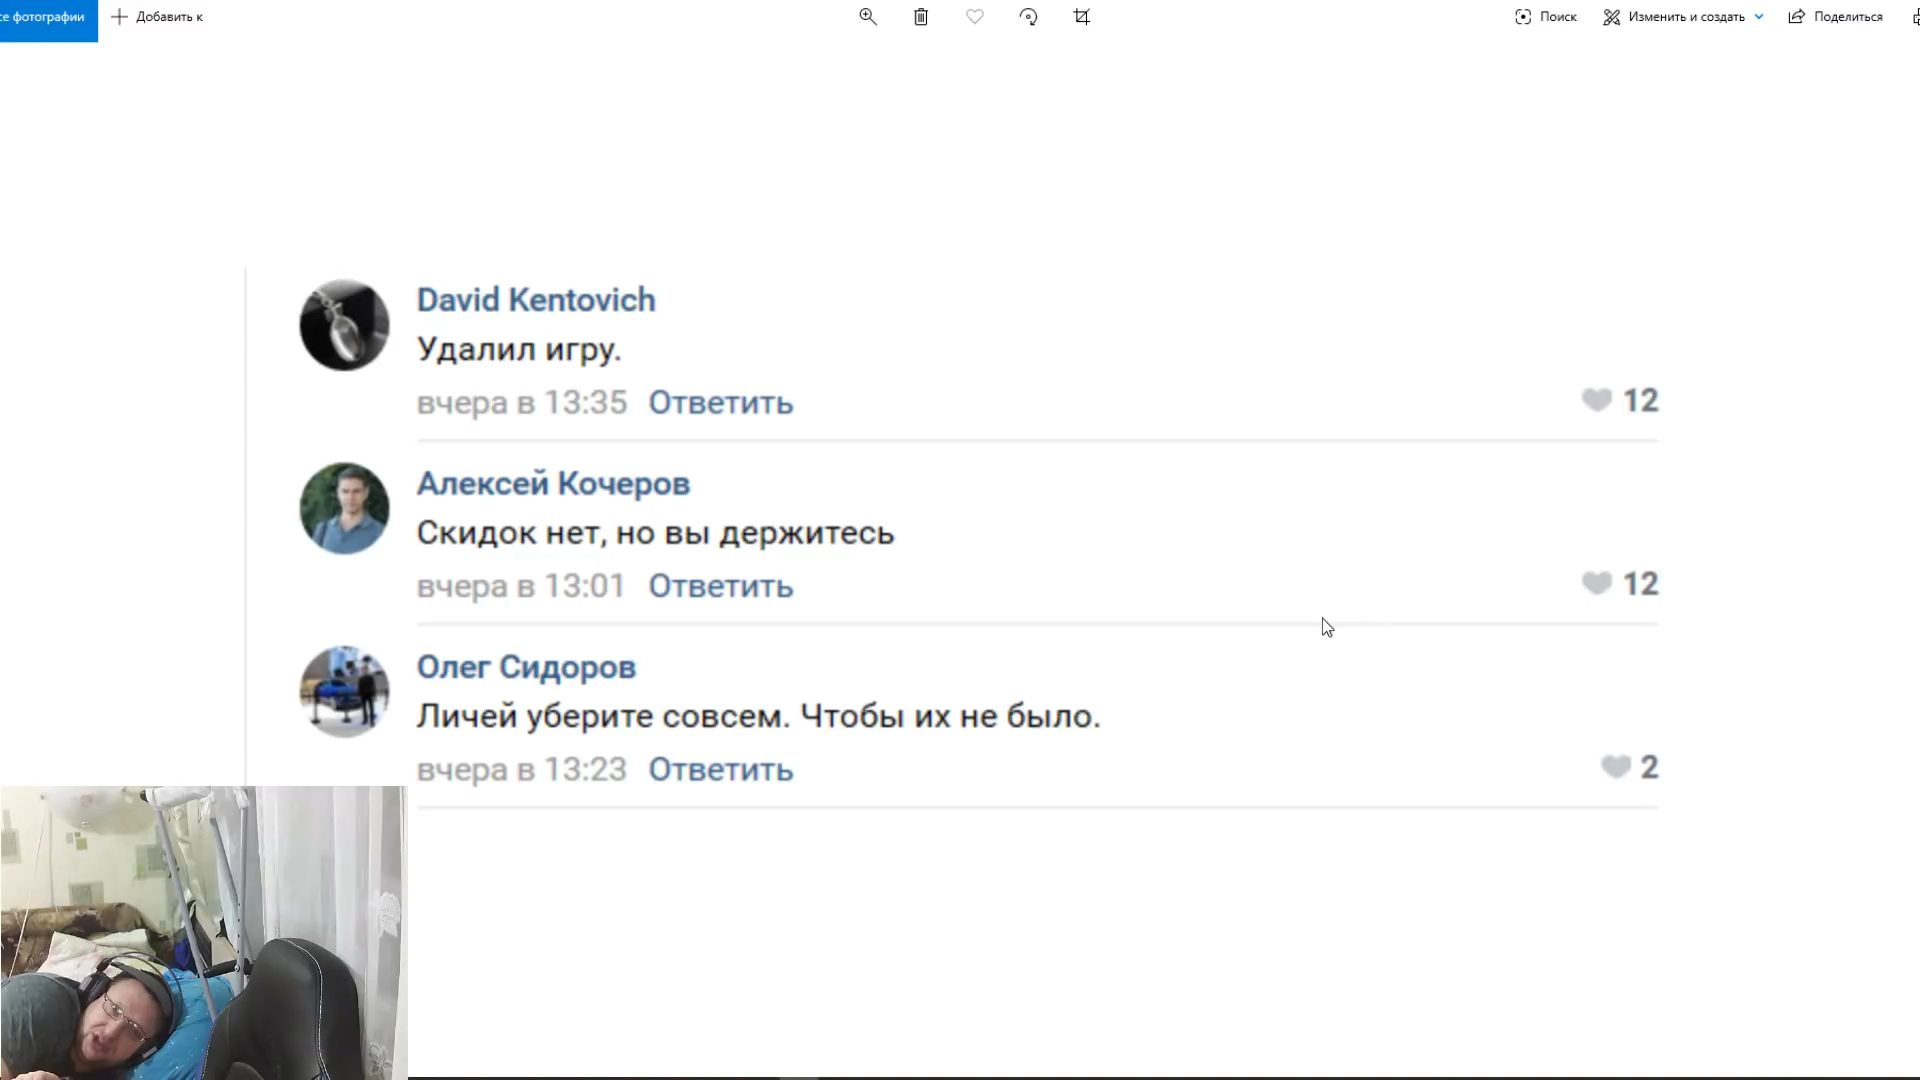 се фотографии
Добавить к
Поиск
Изменить и создать
Поделиться
David Kentovich
Удалил игру.
вчера в 13:35 Ответить
12
Алексей Кочеров
Скидок нет, но вы держитесь
вчера в 13:01 Ответить
12
Олег Сидоров
Личей уберите совсем. Чтобы их не было.
вчера в 13:23 Ответить
2